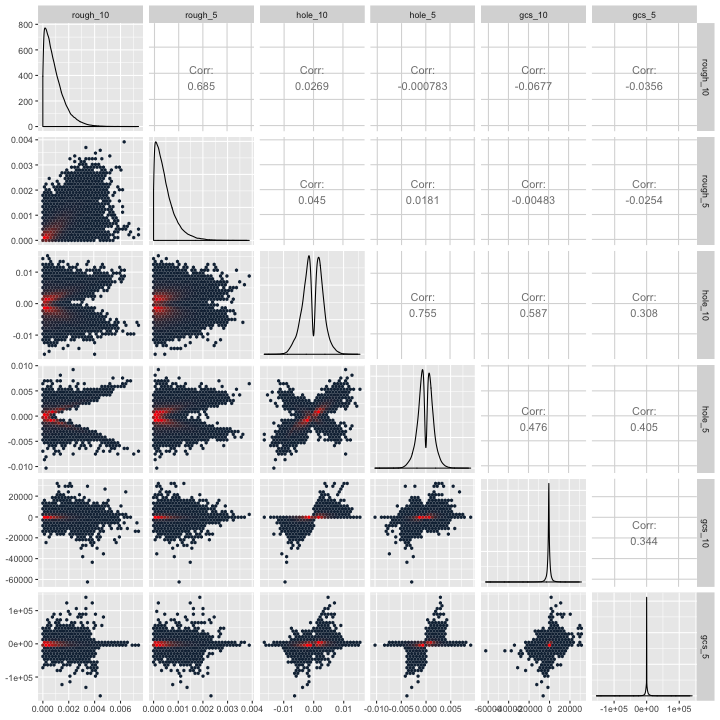 rough_10 rough_5 hole_10 hole_5 gcs_10 gcs_5
800
600
400
200
0
Corr:
0.685
Corr:
0.0269
Corr:
-0.000783
Corr:
-0.0677
Corr:
-0.0356
rough_10
0.004
0.003
0.002
0.001
0.000
Corr:
0.045
Corr:
0.0181
Corr:
-0.00483
Corr:
-0.0254
rough_5
0.01
0.00
-0.01
Corr:
0.755
Corr:
0.587
Corr:
0.308
hole_10
0.010
0.005
0.000
-0.005
-0.010
Corr:
0.476
Corr:
0.405
hole_5
20000
0
-20000
-40000
-60000
Corr:
0.344
gcs_10
1e+05
0e+00
-1e+05
gcs_5
0.000 0.002 0.004 0.006
0.000 0.001 0.002 0.003 0.004
-0.01 0.00 0.01
-0.010 -0.005 0.000 0.005
0 20000
-1e+05 0e+00 1e+05